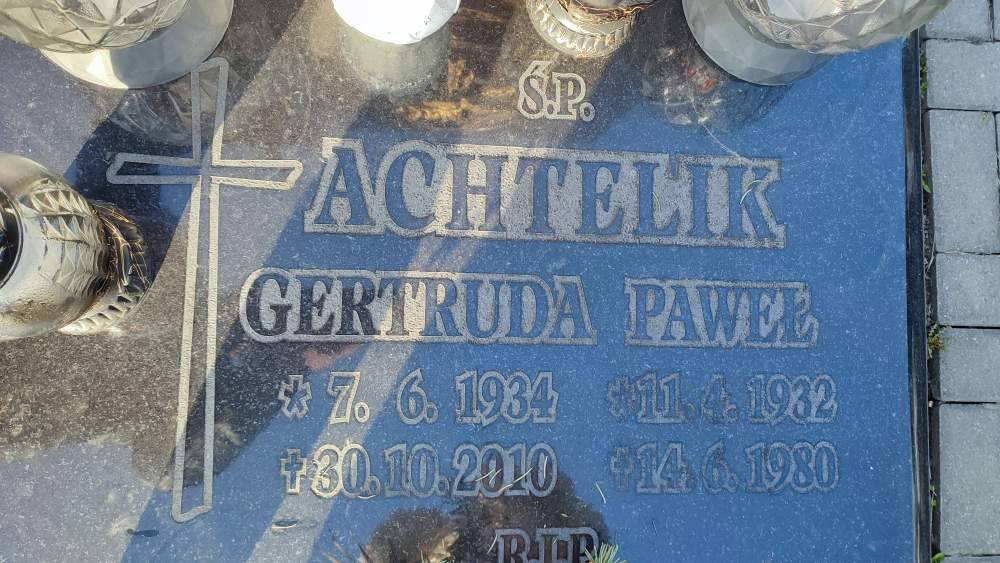 Ś.P.
ACHTELIK
GERTRUDA PAWEŁ
* 7. 6. 1934 * 11. 4. 1932
† 30. 10. 2010 † 14. 6. 1980
R.I.P.